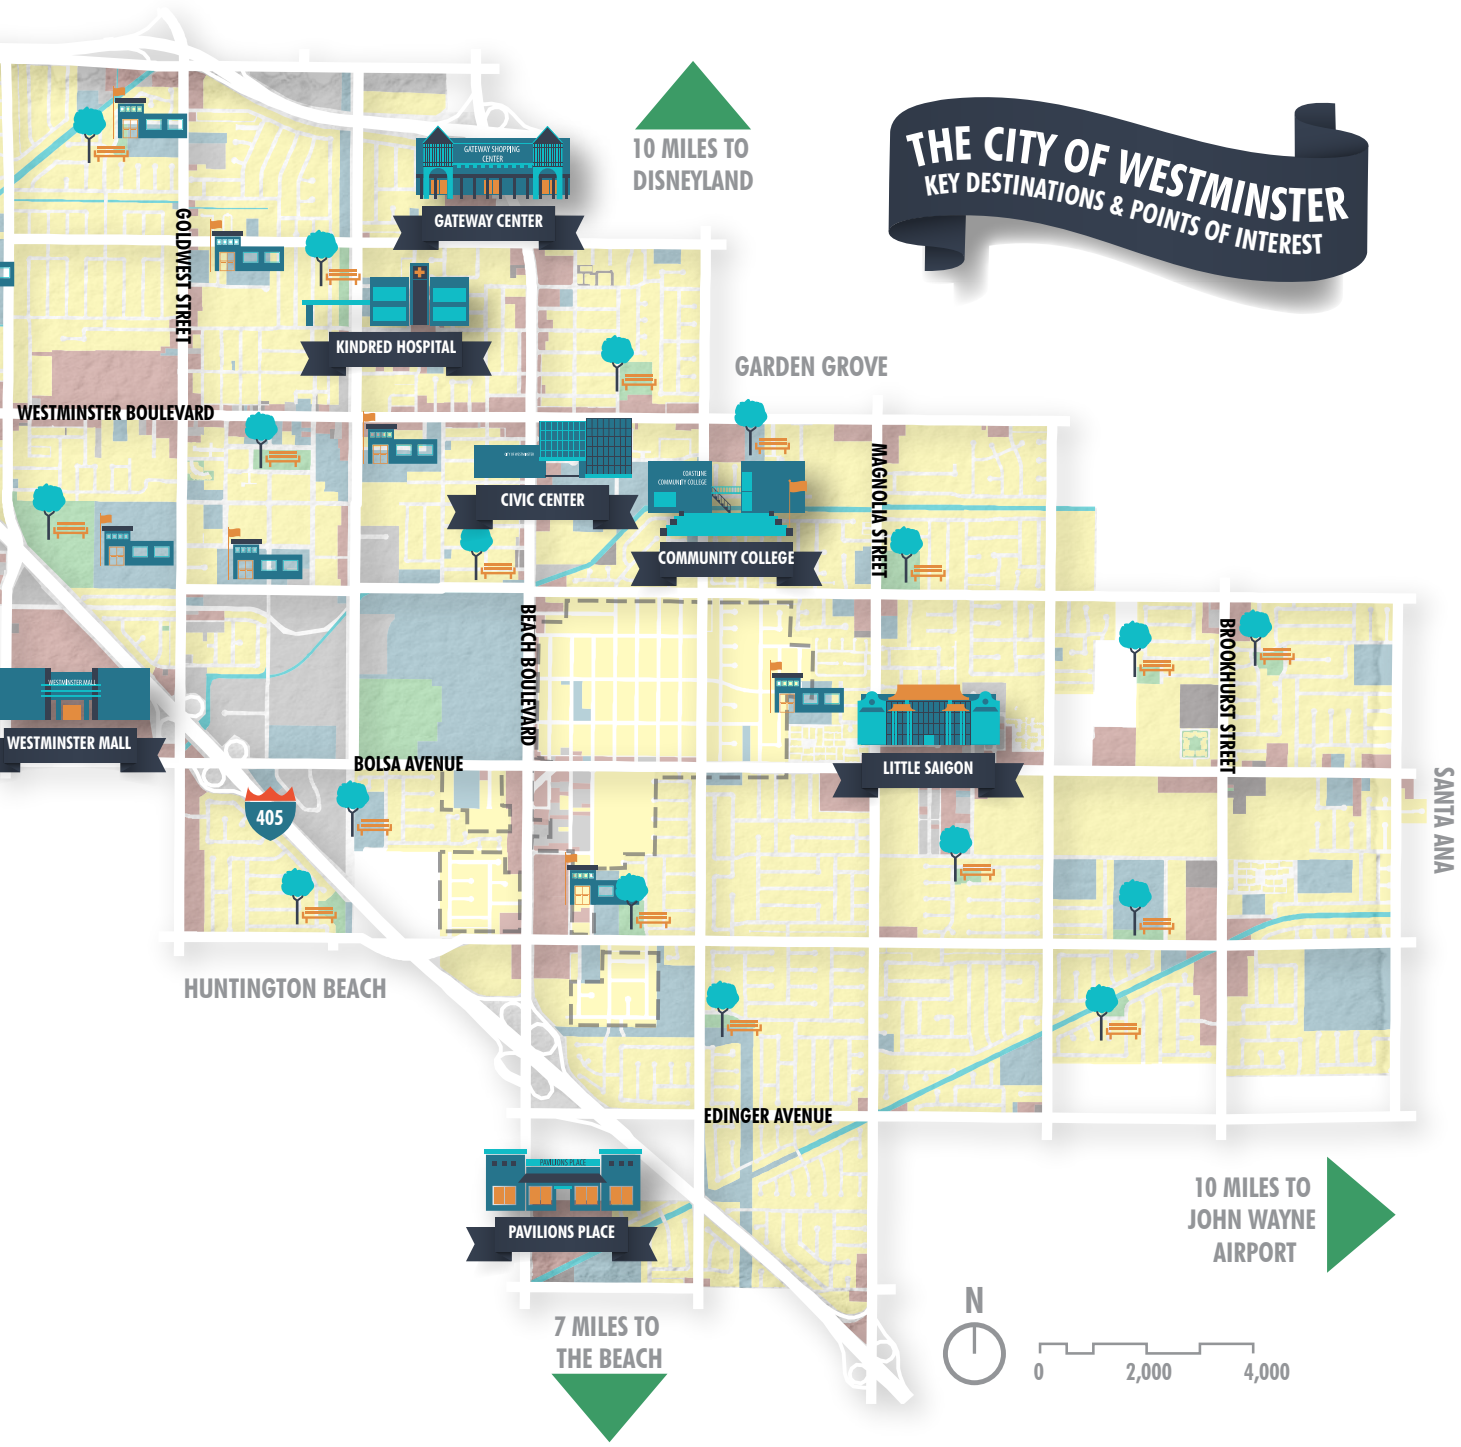 THE CITY OF WESTMINSTER
KEY DESTINATIONS & POINTS OF INTEREST
10 MILES TO
DISNEYLAND
GATEWAY SHOPPING
CENTER
GATEWAY CENTER
GOLDWEST STREET
KINDRED HOSPITAL
GARDEN GROVE
WESTMINSTER BOULEVARD
CITY OF WESTMINSTER
CIVIC CENTER
COASTLINE
COMMUNITY COLLEGE
COMMUNITY COLLEGE
MAGNOLIA STREET
BEACH BOULEVARD
BROOKHURST STREET
WESTMINSTER MALL
WESTMINSTER MALL
BOLSA AVENUE
LITTLE SAIGON
SANTA ANA
405
HUNTINGTON BEACH
EDINGER AVENUE
PAVILIONS PLACE
PAVILIONS PLACE
10 MILES TO
JOHN WAYNE
AIRPORT
7 MILES TO
THE BEACH
N
0 2,000 4,000